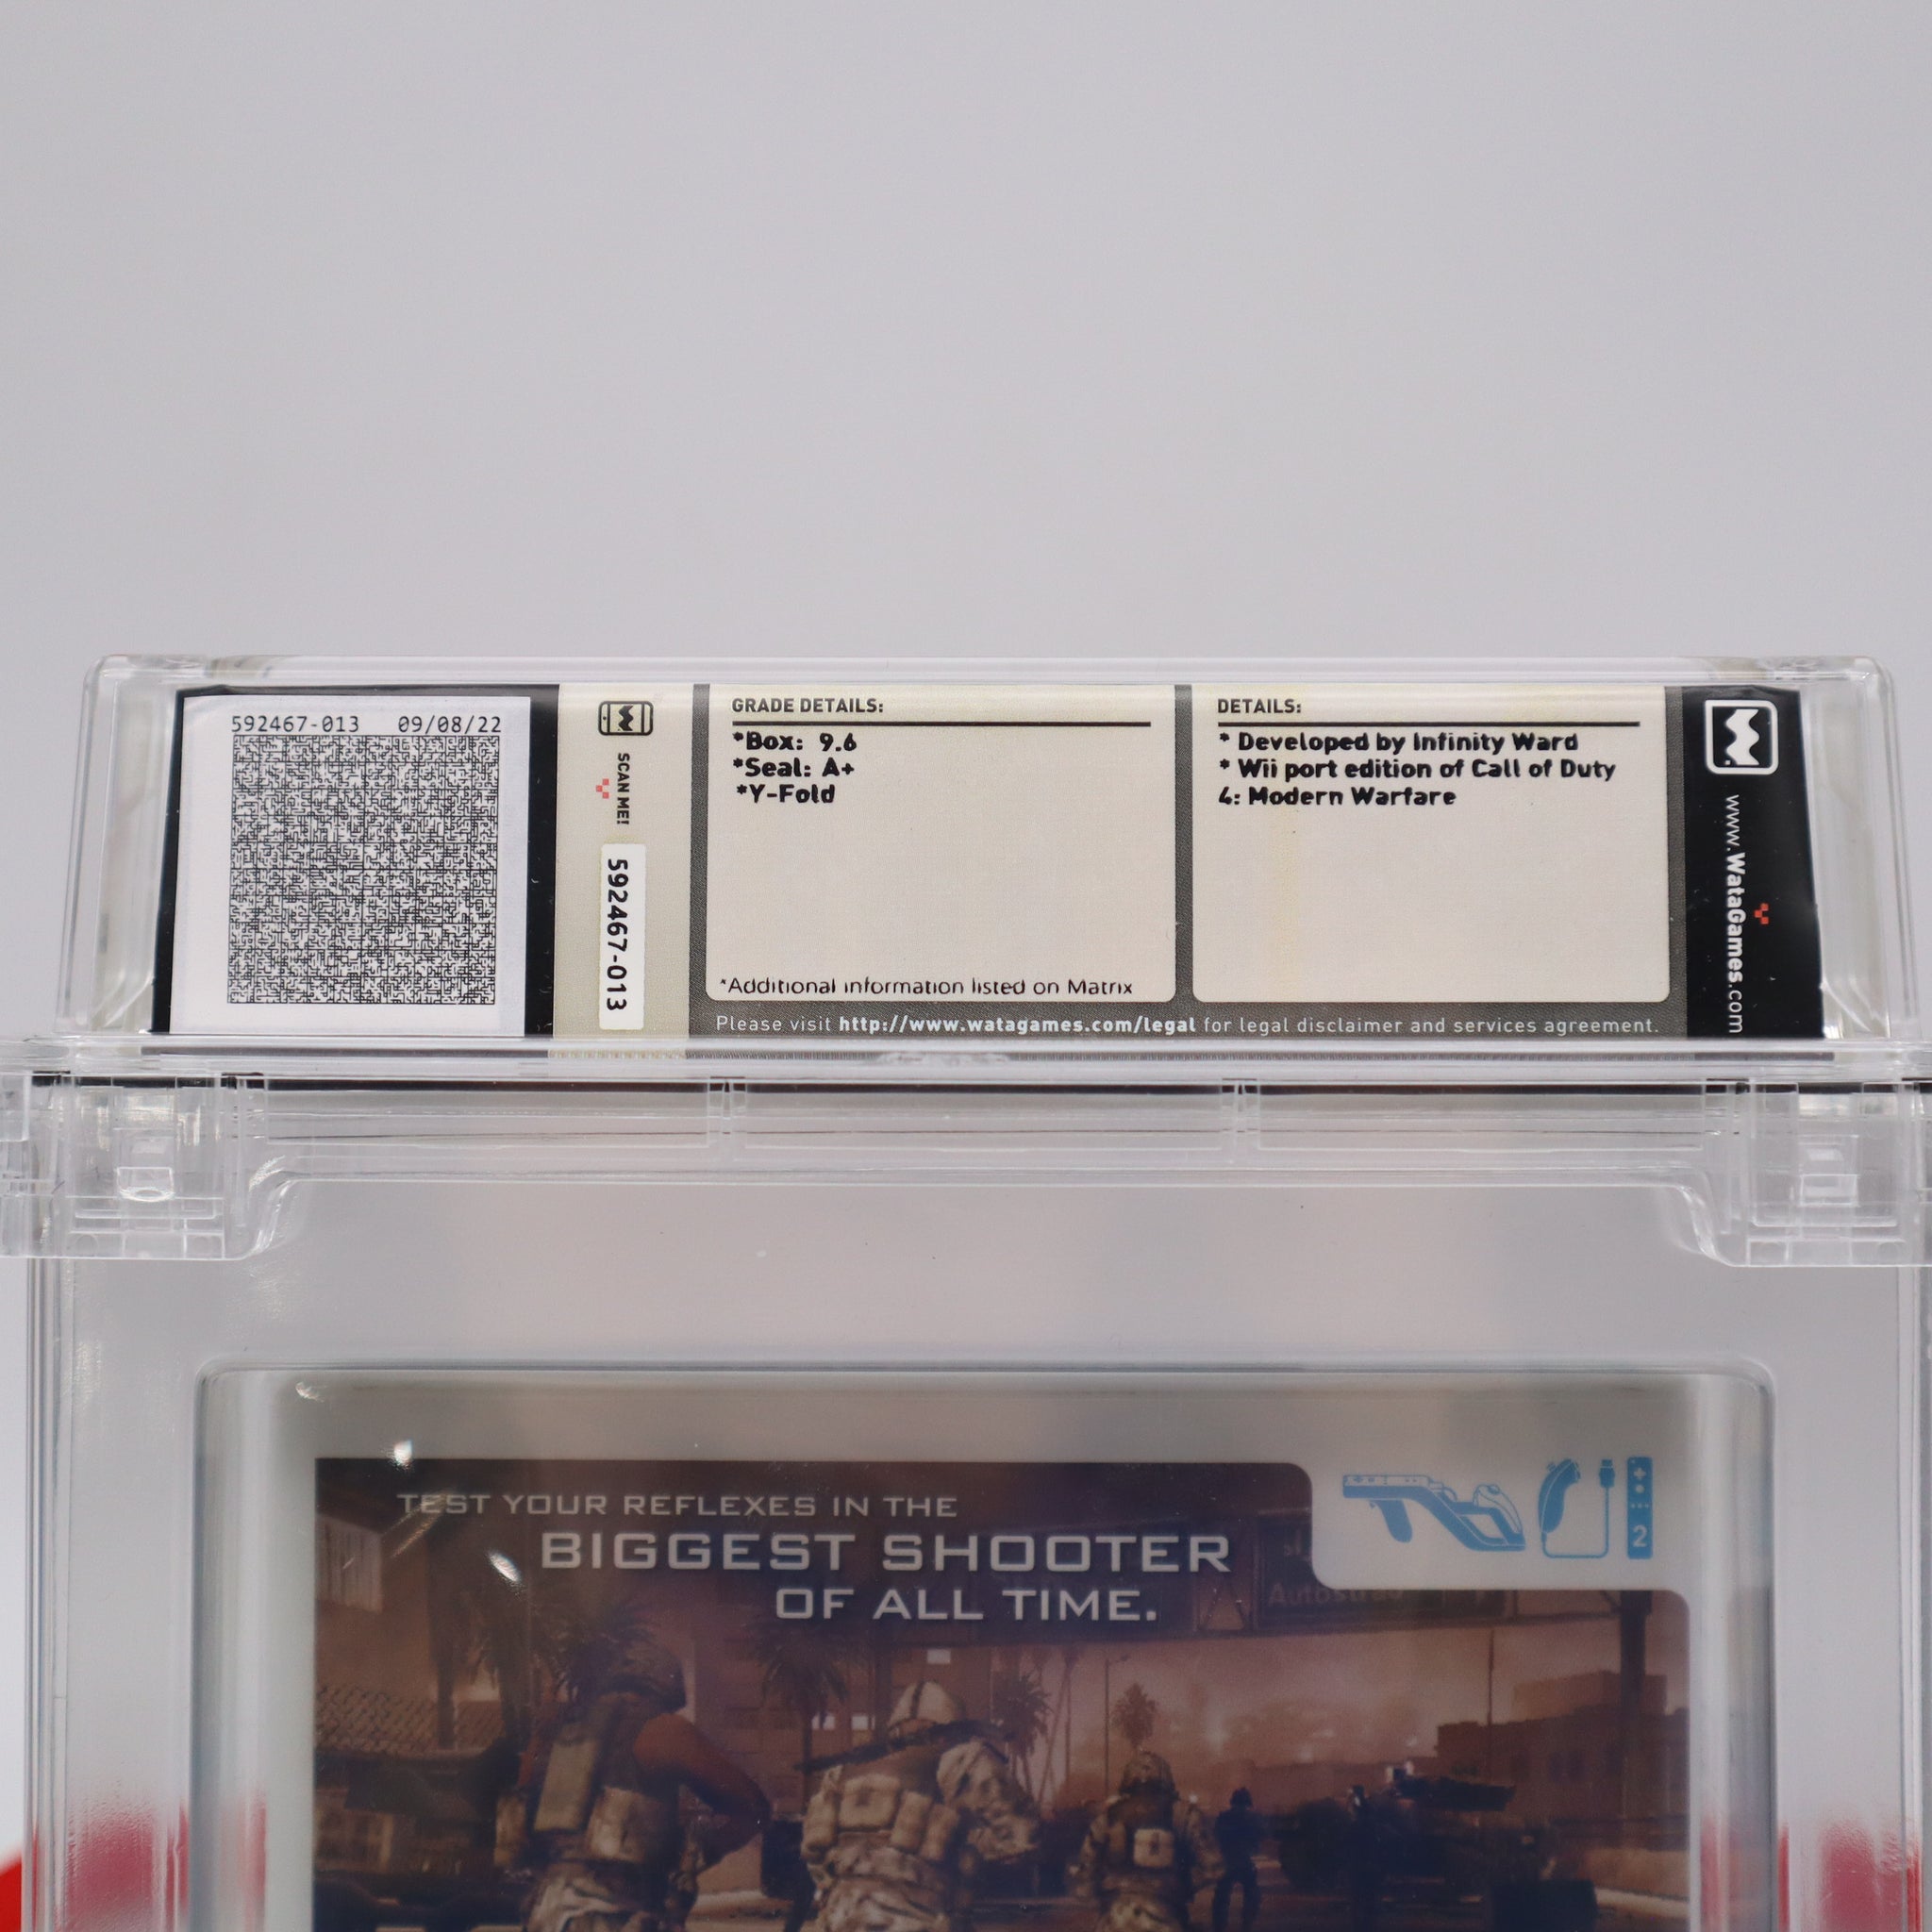 592467-013 09/08/22
SCAN ME!
592467-013
GRADE DETAILS:
*Box: 9.6
*Seal: A+
*Y-Fold
*Additional information listed on Matrix
DETAILS:
* Developed by Infinity Ward
* Wii port edition of Call of Duty
4: Modern Warfare
Please visit http://www.watagames.com/legal for legal disclaimer and services agreement.
www.WataGames.com
TEST YOUR REFLEXES IN THE
BIGGEST SHOOTER
OF ALL TIME.
2